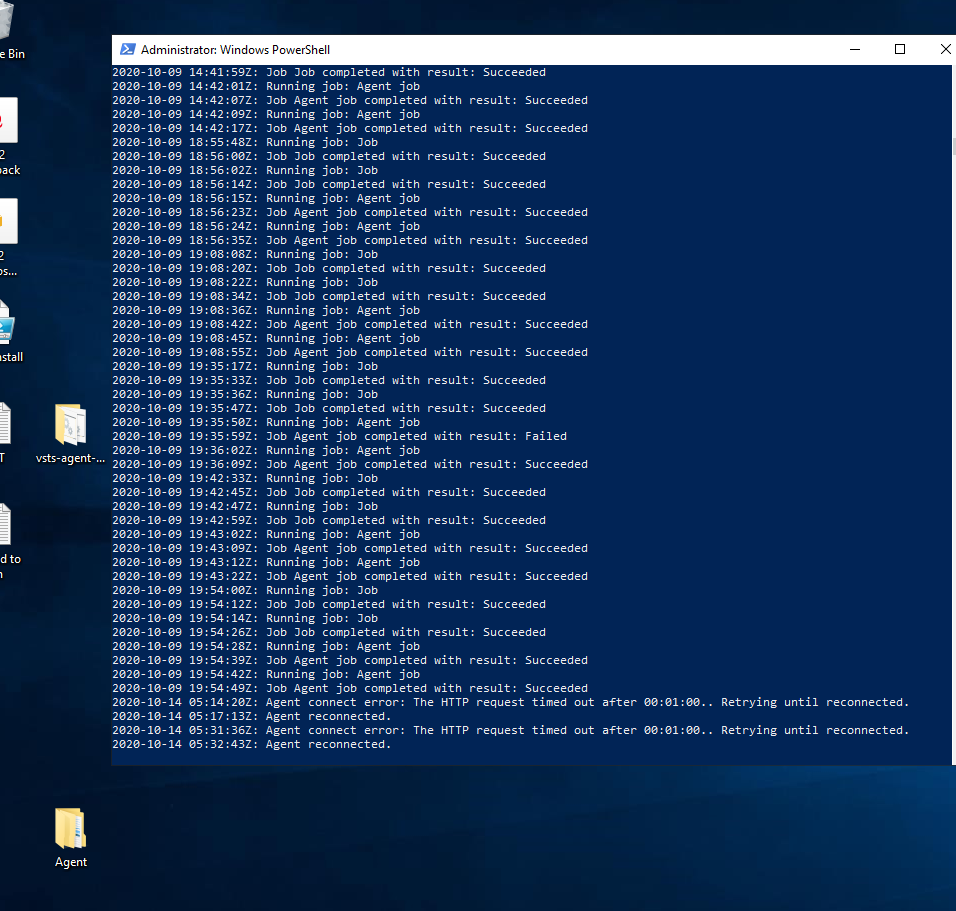 Administrator: Windows PowerShell
2020-10-09 14:41:59Z: Job Job completed with result: Succeeded
2020-10-09 14:42:01Z: Running job: Agent job
2020-10-09 14:42:07Z: Job Agent job completed with result: Succeeded
2020-10-09 14:42:09Z: Running job: Agent job
2020-10-09 14:42:17Z: Job Agent job completed with result: Succeeded
2020-10-09 18:55:48Z: Running job: Job
2020-10-09 18:56:00Z: Job Job completed with result: Succeeded
2020-10-09 18:56:02Z: Running job: Job
2020-10-09 18:56:14Z: Job Job completed with result: Succeeded
2020-10-09 18:56:15Z: Running job: Agent job
2020-10-09 18:56:23Z: Job Agent job completed with result: Succeeded
2020-10-09 18:56:24Z: Running job: Agent job
2020-10-09 18:56:35Z: Job Agent job completed with result: Succeeded
2020-10-09 19:08:08Z: Running job: Job
2020-10-09 19:08:20Z: Job Job completed with result: Succeeded
2020-10-09 19:08:22Z: Running job: Job
2020-10-09 19:08:34Z: Job Job completed with result: Succeeded
2020-10-09 19:08:36Z: Running job: Agent job
2020-10-09 19:08:42Z: Job Agent job completed with result: Succeeded
2020-10-09 19:08:45Z: Running job: Agent job
2020-10-09 19:08:55Z: Job Agent job completed with result: Succeeded
2020-10-09 19:35:17Z: Running job: Job
2020-10-09 19:35:33Z: Job Job completed with result: Succeeded
2020-10-09 19:35:36Z: Running job: Job
2020-10-09 19:35:47Z: Job Job completed with result: Succeeded
2020-10-09 19:35:50Z: Running job: Agent job
2020-10-09 19:35:59Z: Job Agent job completed with result: Failed
2020-10-09 19:36:02Z: Running job: Agent job
2020-10-09 19:36:09Z: Job Agent job completed with result: Succeeded
2020-10-09 19:42:33Z: Running job: Job
2020-10-09 19:42:45Z: Job Job completed with result: Succeeded
2020-10-09 19:42:47Z: Running job: Job
2020-10-09 19:42:59Z: Job Job completed with result: Succeeded
2020-10-09 19:43:02Z: Running job: Agent job
2020-10-09 19:43:09Z: Job Agent job completed with result: Succeeded
2020-10-09 19:43:12Z: Running job: Agent job
2020-10-09 19:43:22Z: Job Agent job completed with result: Succeeded
2020-10-09 19:54:00Z: Running job: Job
2020-10-09 19:54:12Z: Job Job completed with result: Succeeded
2020-10-09 19:54:14Z: Running job: Job
2020-10-09 19:54:26Z: Job Job completed with result: Succeeded
2020-10-09 19:54:28Z: Running job: Agent job
2020-10-09 19:54:39Z: Job Agent job completed with result: Succeeded
2020-10-09 19:54:42Z: Running job: Agent job
2020-10-09 19:54:49Z: Job Agent job completed with result: Succeeded
2020-10-14 05:14:20Z: Agent connect error: The HTTP request timed out after 00:01:00.. Retrying until reconnected.
2020-10-14 05:17:13Z: Agent reconnected.
2020-10-14 05:31:36Z: Agent connect error: The HTTP request timed out after 00:01:00.. Retrying until reconnected.
2020-10-14 05:32:43Z: Agent reconnected.
e Bin
2
ack
2
os...
stall
T
vsts-agent-...
d to
Agent